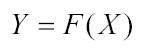 Y = F(X)